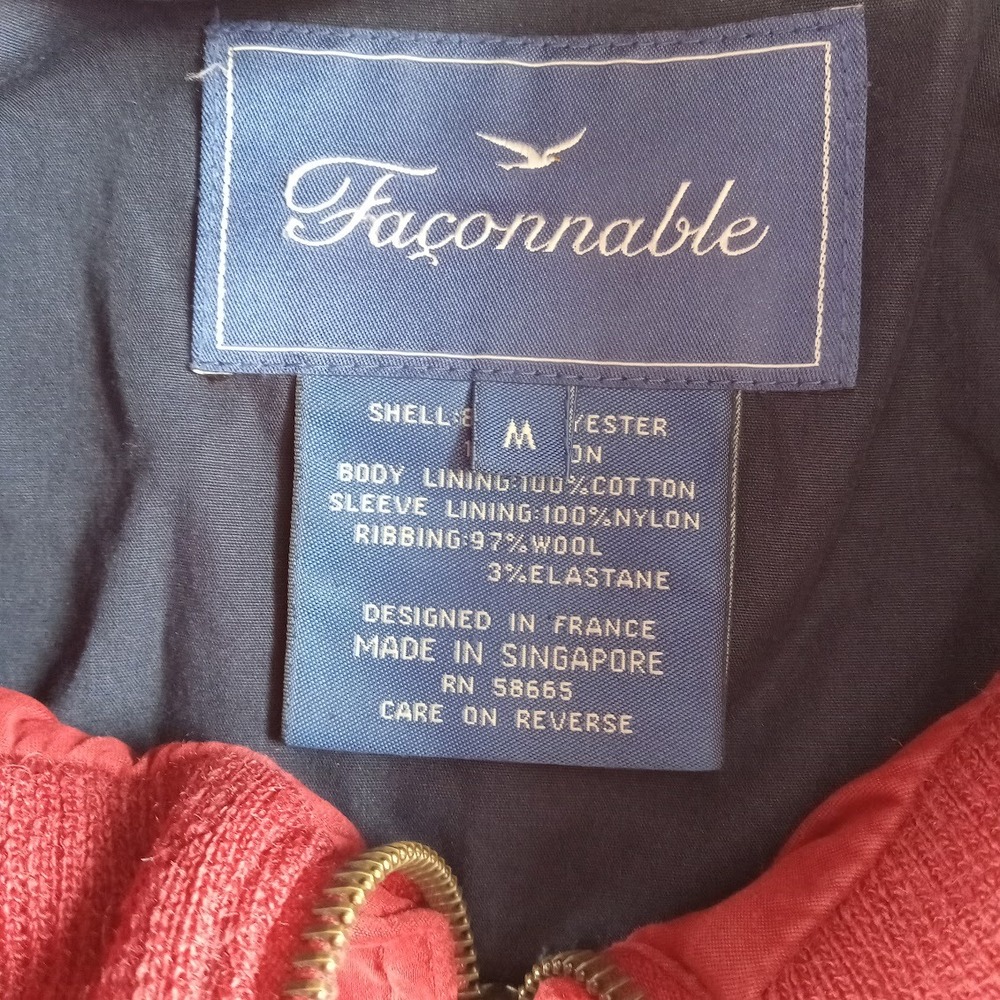 Façonnable
M
SHELL:
BODY LINING:100%COTTON
SLEEVE LINING:100%NYLON
RIBBING:97%WOOL
3%ELASTANE
DESIGNED IN FRANCE
MADE IN SINGAPORE
RN 58665
CARE ON REVERSE